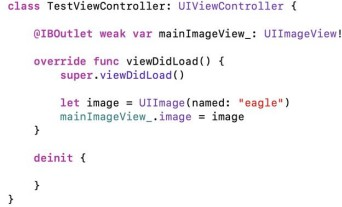 class TestViewController: UIViewController {
@IBOutlet weak var mainImageView_: UIImageView!
override func viewDidLoad() {
super.viewDidLoad()
let image = UIImage(named: "eagle")
mainImageView_.image = image
}
deinit {
}
}